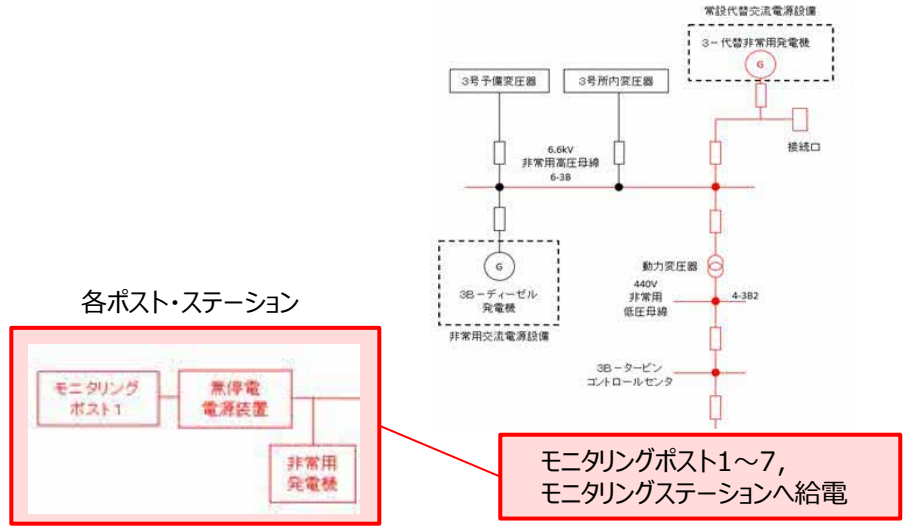 常設代替交流電源設備
3－代替非常用発電機
G
3号予備変圧器
3号所内変圧器
接続口
6.6kV
非常用高圧母線
6-3B
G
3B－ディーゼル
発電機
非常用交流電源設備
動力変圧器
440V
非常用
低圧母線
4-3B2
3B－タービン
コントロールセンタ
各ポスト・ステーション
モニタリング
ポスト1
無停電
電源装置
非常用
発電機
モニタリングポスト1～7,
モニタリングステーションへ給電